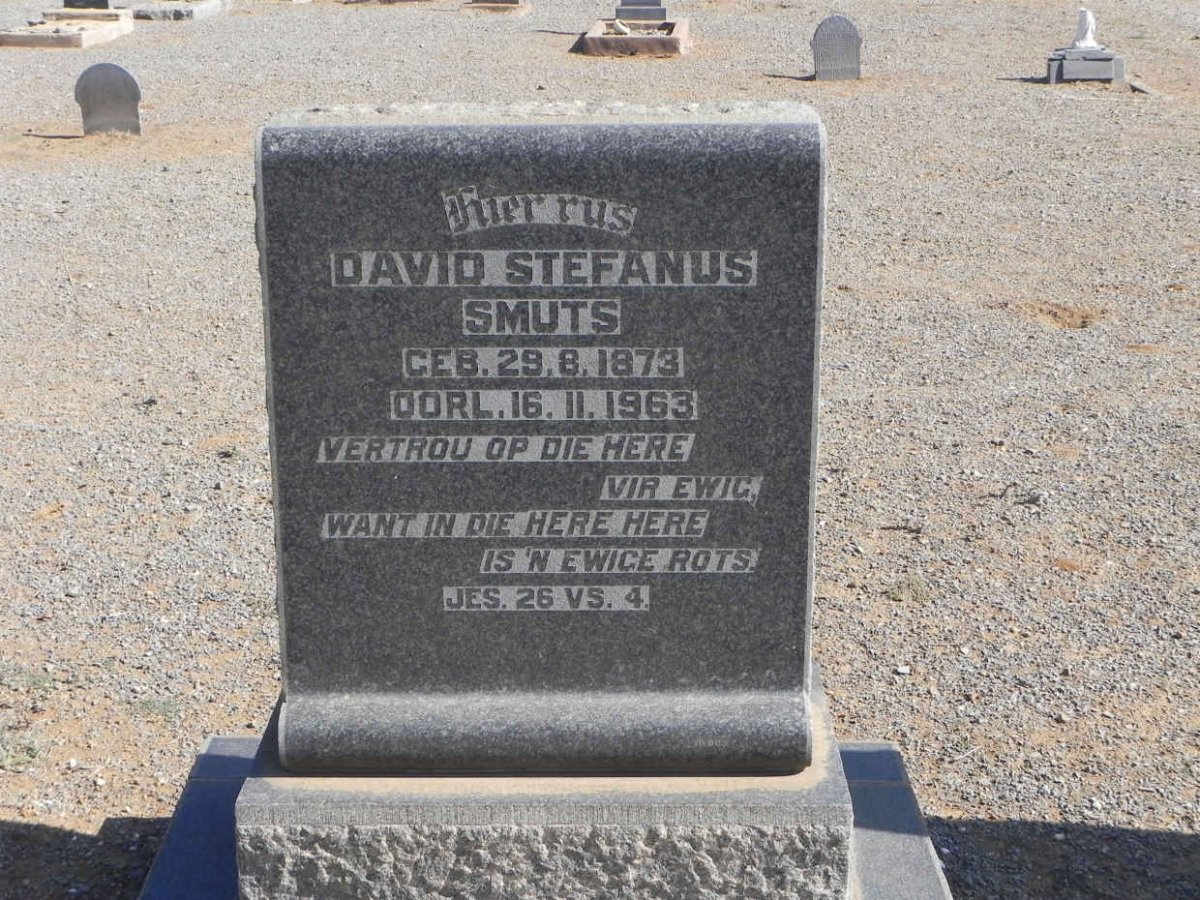 Hier rus
DAVID STEFANUS
SMUTS
GEB. 29.8.1873
OORL. 16.11.1963
VERTROU OP DIE HERE
VIR EWIG,
WANT IN DIE HERE HERE
IS 'N EWIGE ROTS.
JES. 26 VS. 4.